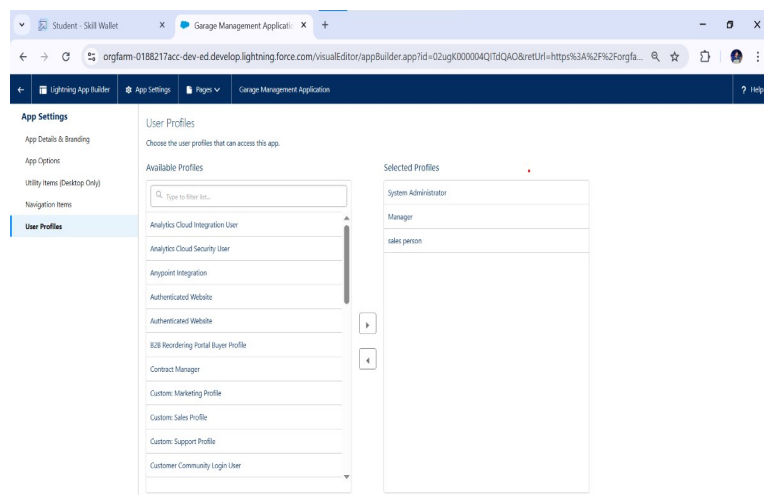 Student - Skill Wallet
Garage Management Applicatic
orgfarm-0188217acc-dev-ed.develop.lightning.force.com/visualEditor/appBuilder.app?id=02ugK000004QITdQAO&retUrl=https%3A%2F%2Forgfa...
Lightning App Builder
App Settings
Pages
Garage Management Application
? Help
App Settings
App Details & Branding
App Options
Utility Items (Desktop Only)
Navigation Items
User Profiles
User Profiles
Choose the user profiles that can access this app.
Available Profiles
Type to filter list...
Analytics Cloud Integration User
Analytics Cloud Security User
Anypoint Integration
Authenticated Website
Authenticated Website
B2B Reordering Portal Buyer Profile
Contract Manager
Custom: Marketing Profile
Custom: Sales Profile
Custom: Support Profile
Customer Community Login User
Selected Profiles
System Administrator
Manager
sales person